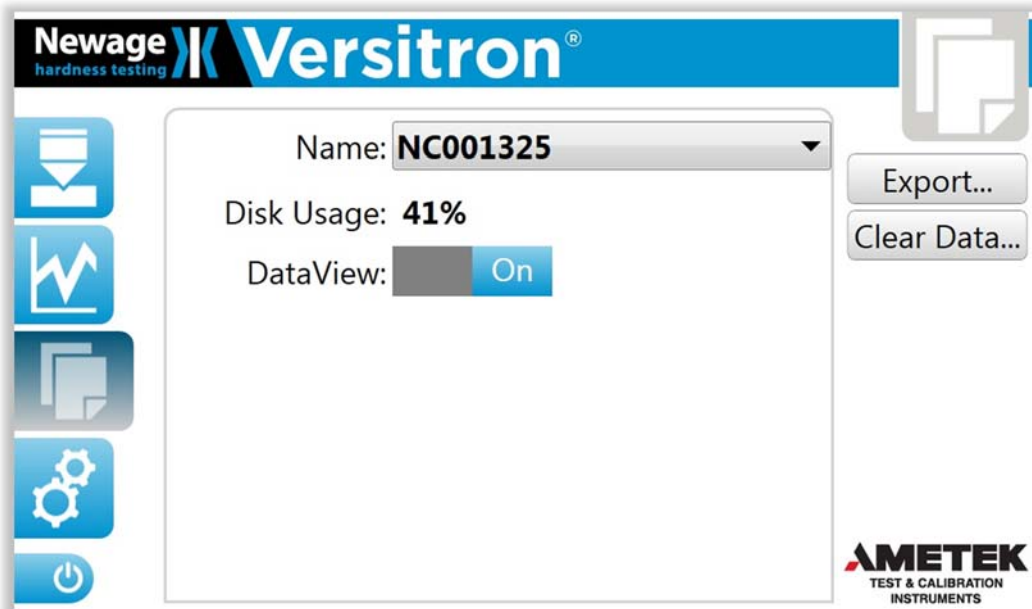 Newage
hardness testing
Versitron®
Name: NC001325
Disk Usage: 41%
DataView: On
Export...
Clear Data...
AMETEK
TEST & CALIBRATION
INSTRUMENTS